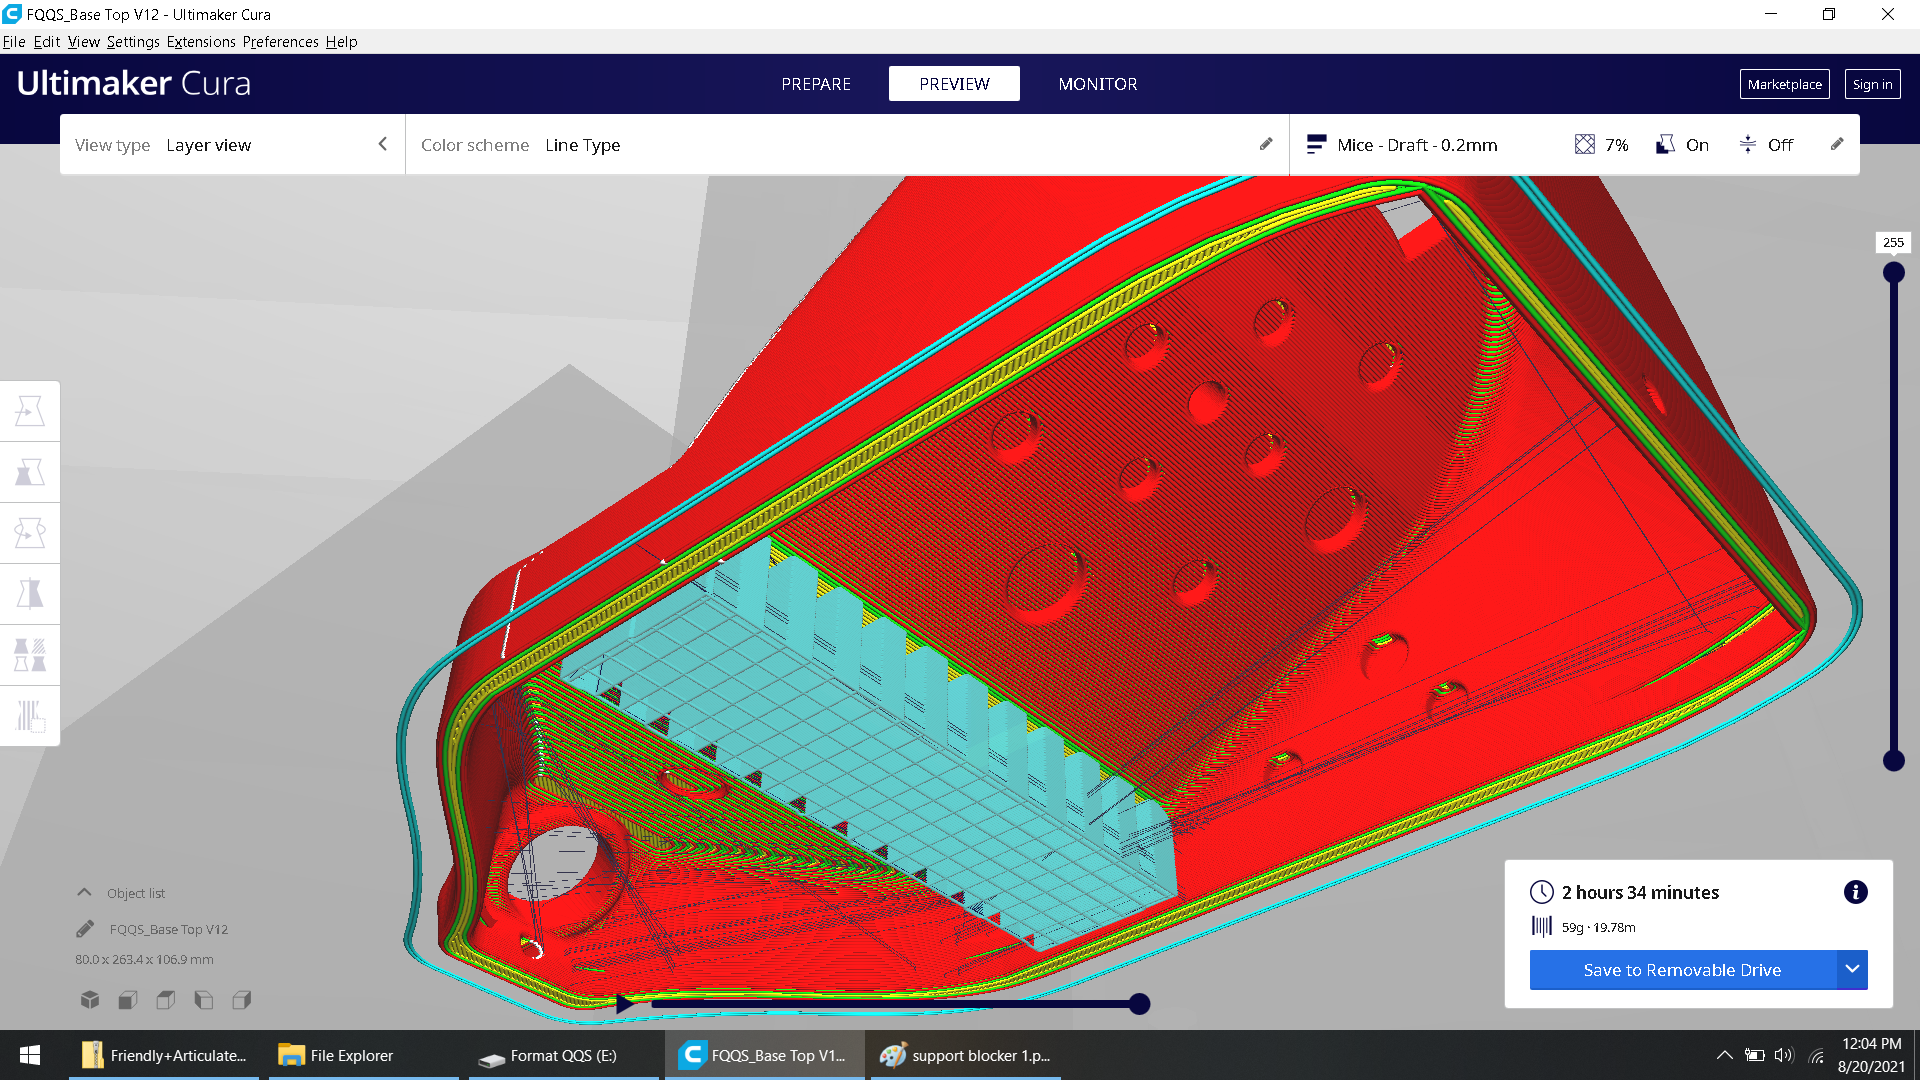 FQQS_Base Top V12 - Ultimaker Cura
File Edit View Settings Extensions Preferences Help
Ultimaker Cura
PREPARE PREVIEW MONITOR
Marketplace Sign in
View type Layer view
Color scheme Line Type
Mice - Draft - 0.2mm 7% On Off
255
Object list
FQQS_Base Top V12
80.0 x 263.4 x 106.9 mm
2 hours 34 minutes
59g · 19.78m
Save to Removable Drive
Friendly+Articulate... File Explorer Format QQS (E:) FQQS_Base Top V1... support blocker 1.p...
12:04 PM
8/20/2021